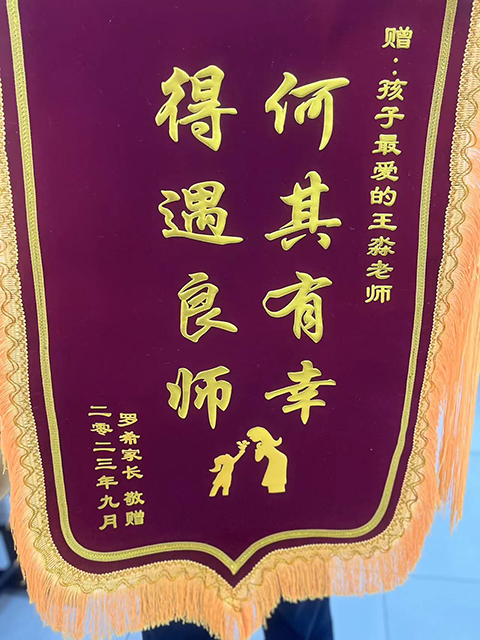 赠：孩子最爱的王淼老师
何其有幸
得遇良师
罗希家长 敬赠
二零二三年九月